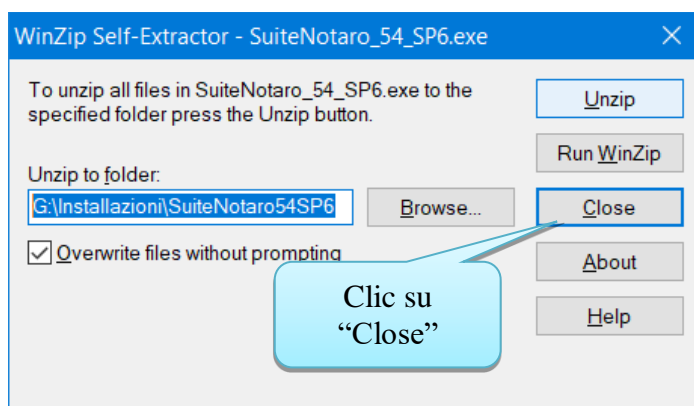 WinZip Self-Extractor - SuiteNotaro_54_SP6.exe
To unzip all files in SuiteNotaro_54_SP6.exe to the
specified folder press the Unzip button.
Unzip to folder:
G:\Installazioni\SuiteNotaro54SP6
Browse...
Overwrite files without prompting
Unzip
Run WinZip
Close
About
Help
Clic su
“Close”